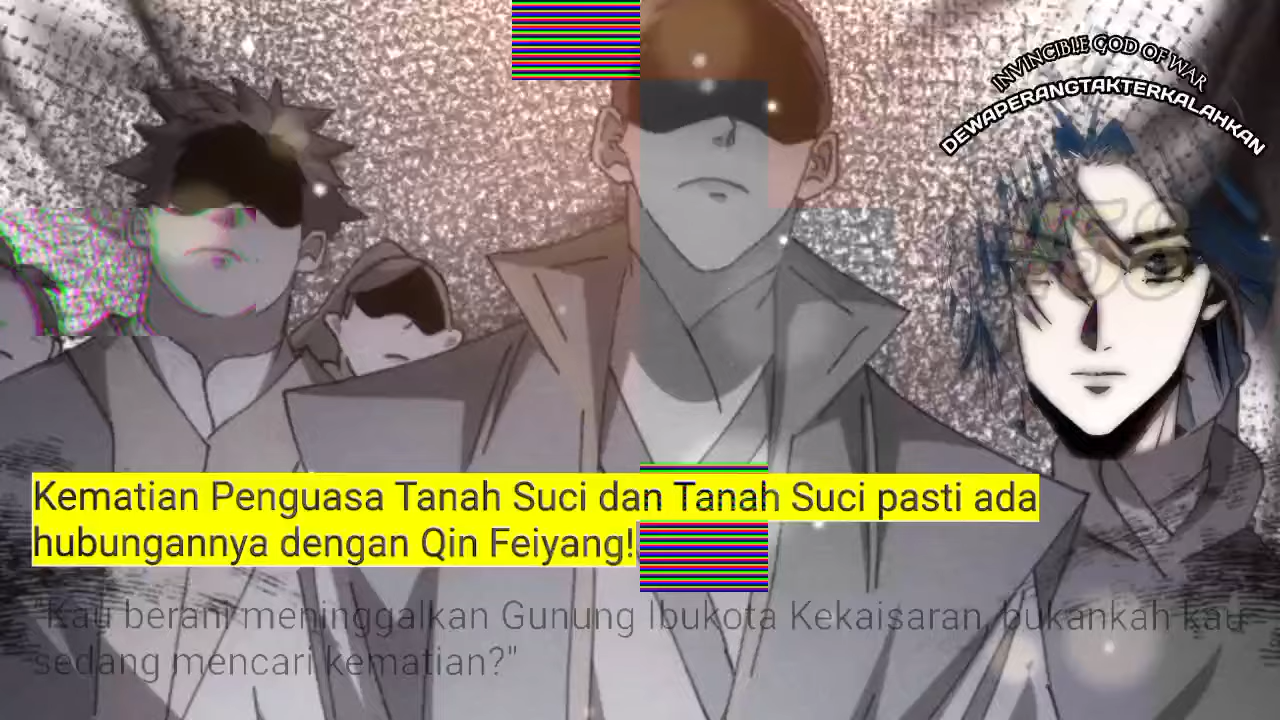 INVINCIBLE GOD OF WAR
DEWAPERANGTAKTERKALAHKAN
Kematian Penguasa Tanah Suci dan Tanah Suci pasti ada
hubungannya dengan Qin Feiyang!
"Kau berani meninggalkan Gunung Ibukota Kekaisaran, bukankah kau
sedang mencari kematian?"